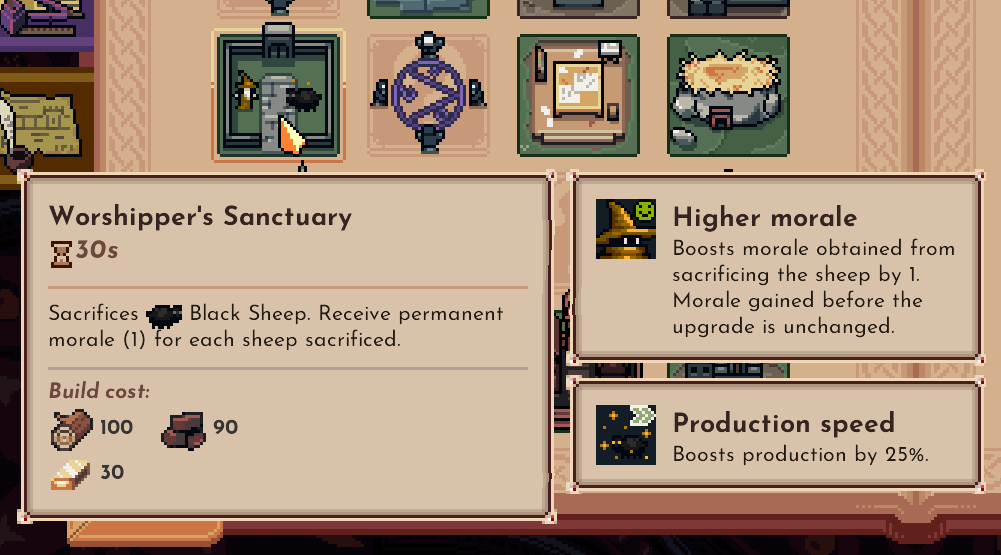 Worshipper's Sanctuary
30s
Sacrifices Black Sheep. Receive permanent
morale (1) for each sheep sacrificed.
Build cost:
100 90
30
Higher morale
Boosts morale obtained from
sacrificing the sheep by 1.
Morale gained before the
upgrade is unchanged.
Production speed
Boosts production by 25%.